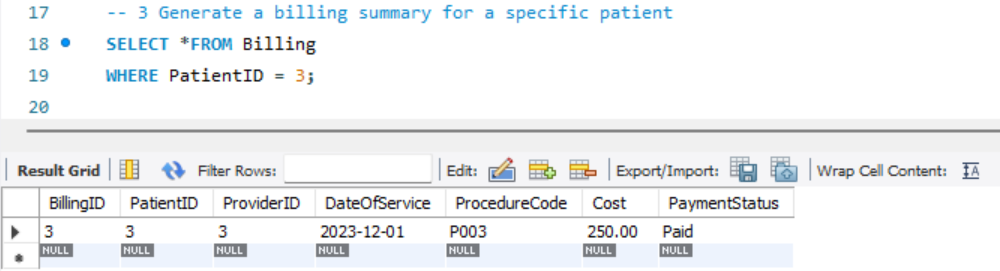 17 -- 3 Generate a billing summary for a specific patient
18 SELECT *FROM Billing
19 WHERE PatientID = 3;
20
Result Grid Filter Rows: Edit: Export/Import: Wrap Cell Content: IA
BillingID PatientID ProviderID DateOfService ProcedureCode Cost PaymentStatus
3 3 3 2023-12-01 P003 250.00 Paid
NULL NULL NULL NULL NULL NULL NULL